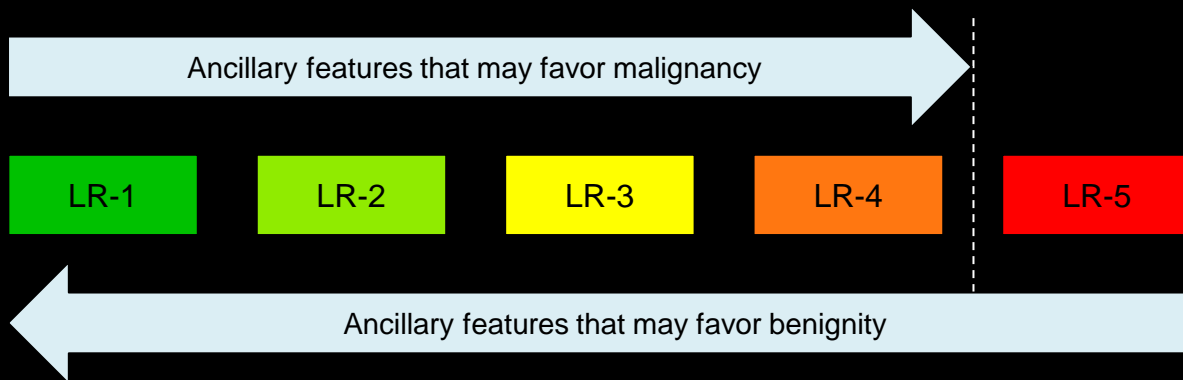 Ancillary features that may favor malignancy
LR-1 LR-2 LR-3 LR-4 LR-5
Ancillary features that may favor benignity